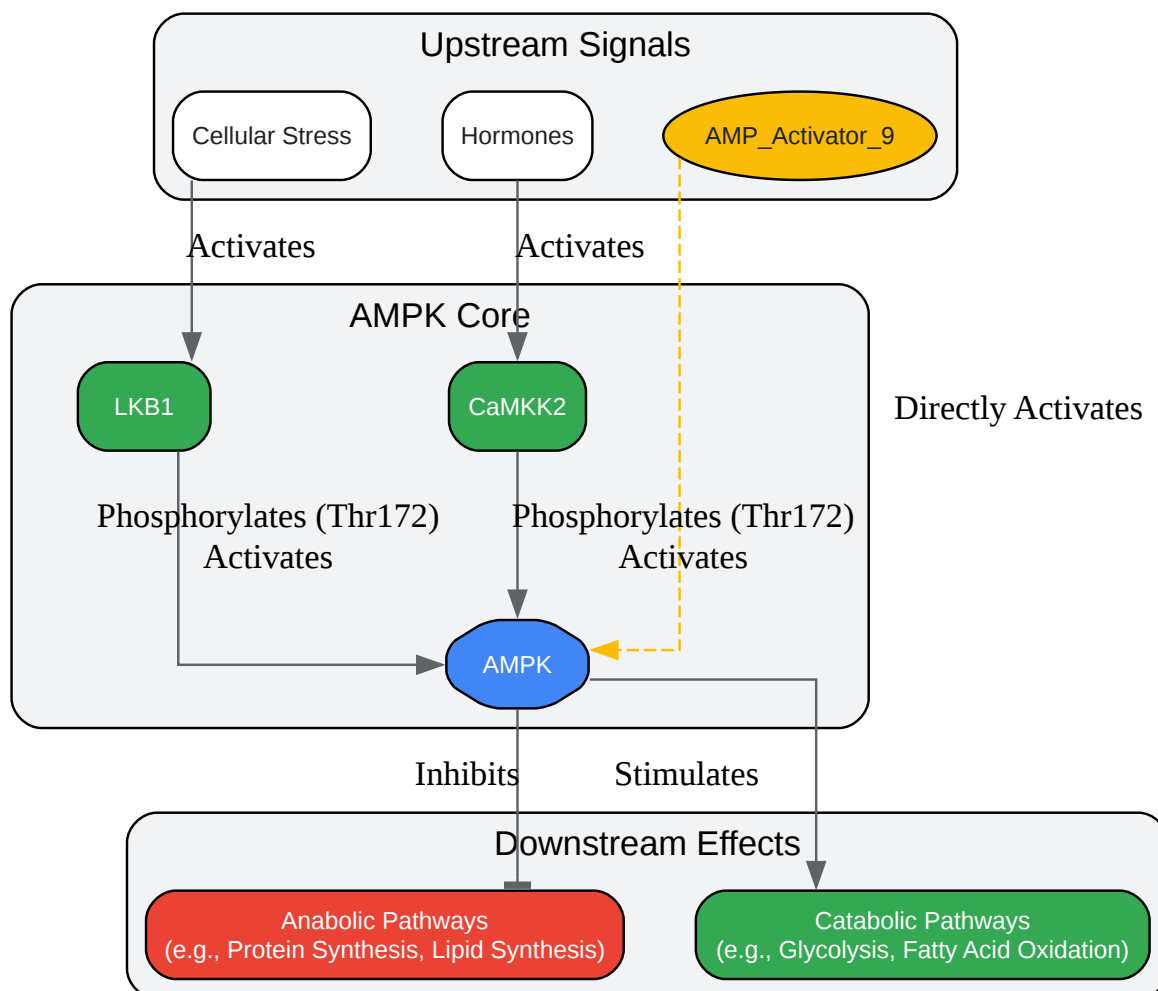 Upstream Signals
Cellular Stress
Hormones
AMP_Activator_9
Activates
Activates
AMPK Core
LKB1
CaMKK2
Directly Activates
Phosphorylates (Thr172)
Activates
Phosphorylates (Thr172)
Activates
AMPK
Inhibits
Stimulates
Downstream Effects
Anabolic Pathways
(e.g., Protein Synthesis, Lipid Synthesis)
Catabolic Pathways
(e.g., Glycolysis, Fatty Acid Oxidation)